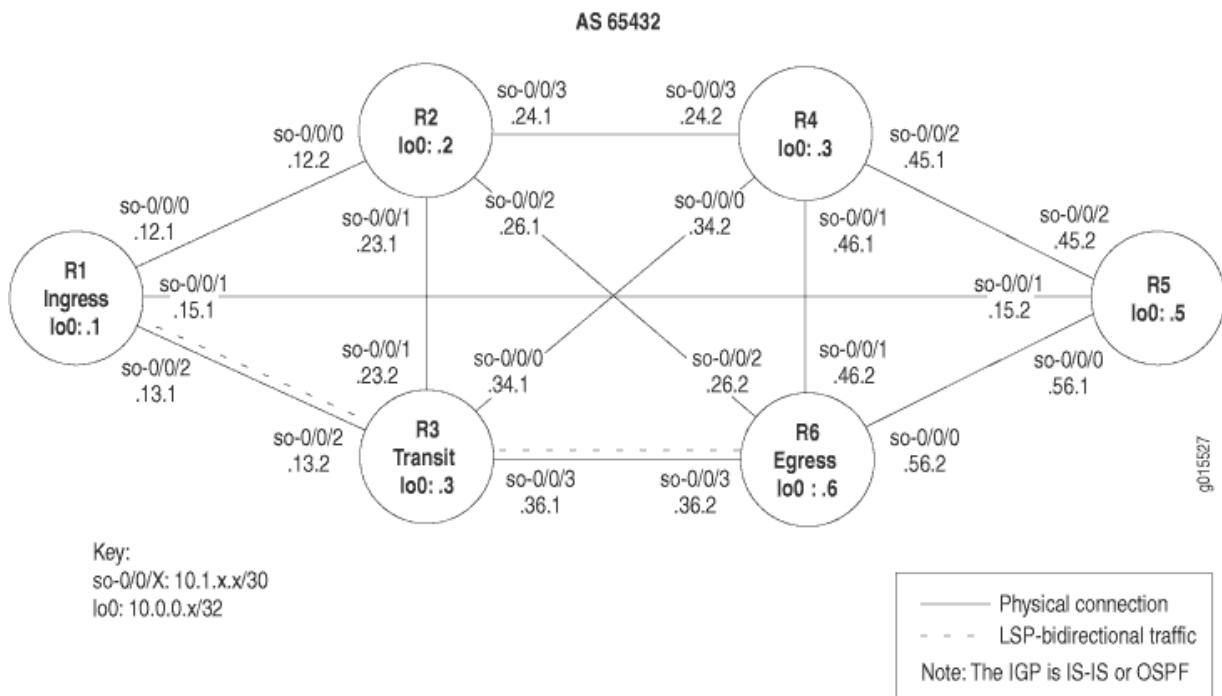 AS 65432
so-0/0/3
.24.1
so-0/0/3
.24.2
R2
lo0: .2
R4
lo0: .3
so-0/0/0
.12.2
so-0/0/2
.45.1
so-0/0/2
.26.1
so-0/0/0
.34.2
so-0/0/0
.12.1
so-0/0/1
.23.1
so-0/0/1
.46.1
so-0/0/2
.45.2
R1
Ingress
lo0: .1
so-0/0/1
.15.1
so-0/0/1
.15.2
R5
lo0: .5
so-0/0/2
.13.1
so-0/0/1
.23.2
so-0/0/0
.34.1
so-0/0/2
.26.2
so-0/0/1
.46.2
so-0/0/0
.56.1
so-0/0/2
.13.2
R3
Transit
lo0: .3
R6
Egress
lo0 : .6
so-0/0/0
.56.2
so-0/0/3
.36.1
so-0/0/3
.36.2
g015527
Key:
so-0/0/X: 10.1.x.x/30
lo0: 10.0.0.x/32
Physical connection
LSP-bidirectional traffic
Note: The IGP is IS-IS or OSPF